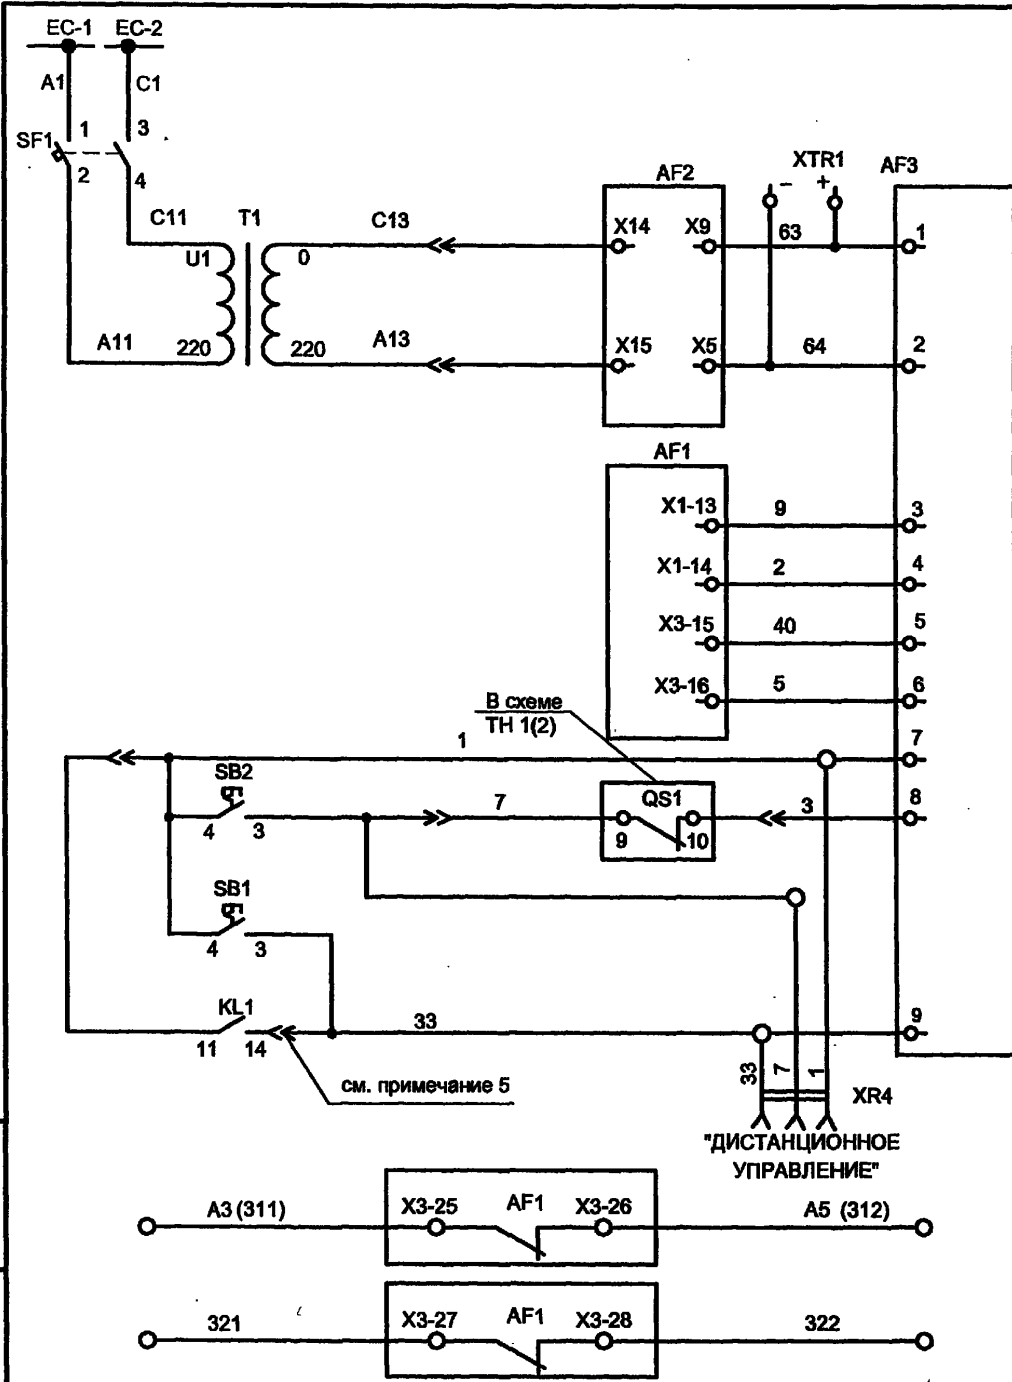 EC-1 EC-2
A1 C1
SF1 1 3
2 4
C11 T1 C13
U1 0
A11 220 220 A13
AF2 XTR1 AF3
- +
X14 X9 63 1
X15 X5 64 2
AF1
X1-13 9 3
X1-14 2 4
X3-15 40 5
X3-16 5 6
В схеме
ТН 1(2)
1 7
SB2 7 QS1 3 8
4 3 9 10
SB1
4 3
KL1 33 9
11 14
см. примечание 5
33 7 1 XR4
"ДИСТАНЦИОННОЕ
УПРАВЛЕНИЕ"
A3 (311) X3-25 AF1 X3-26 A5 (312)
321 X3-27 AF1 X3-28 322